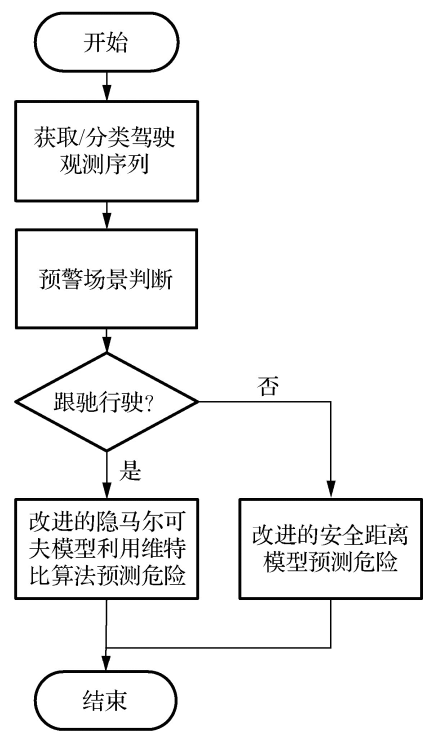 开始
获取/分类驾驶
观测序列
预警场景判断
跟驰行驶?
否
是
改进的隐马尔可
夫模型利用维特
比算法预测危险
改进的安全距离
模型预测危险
结束